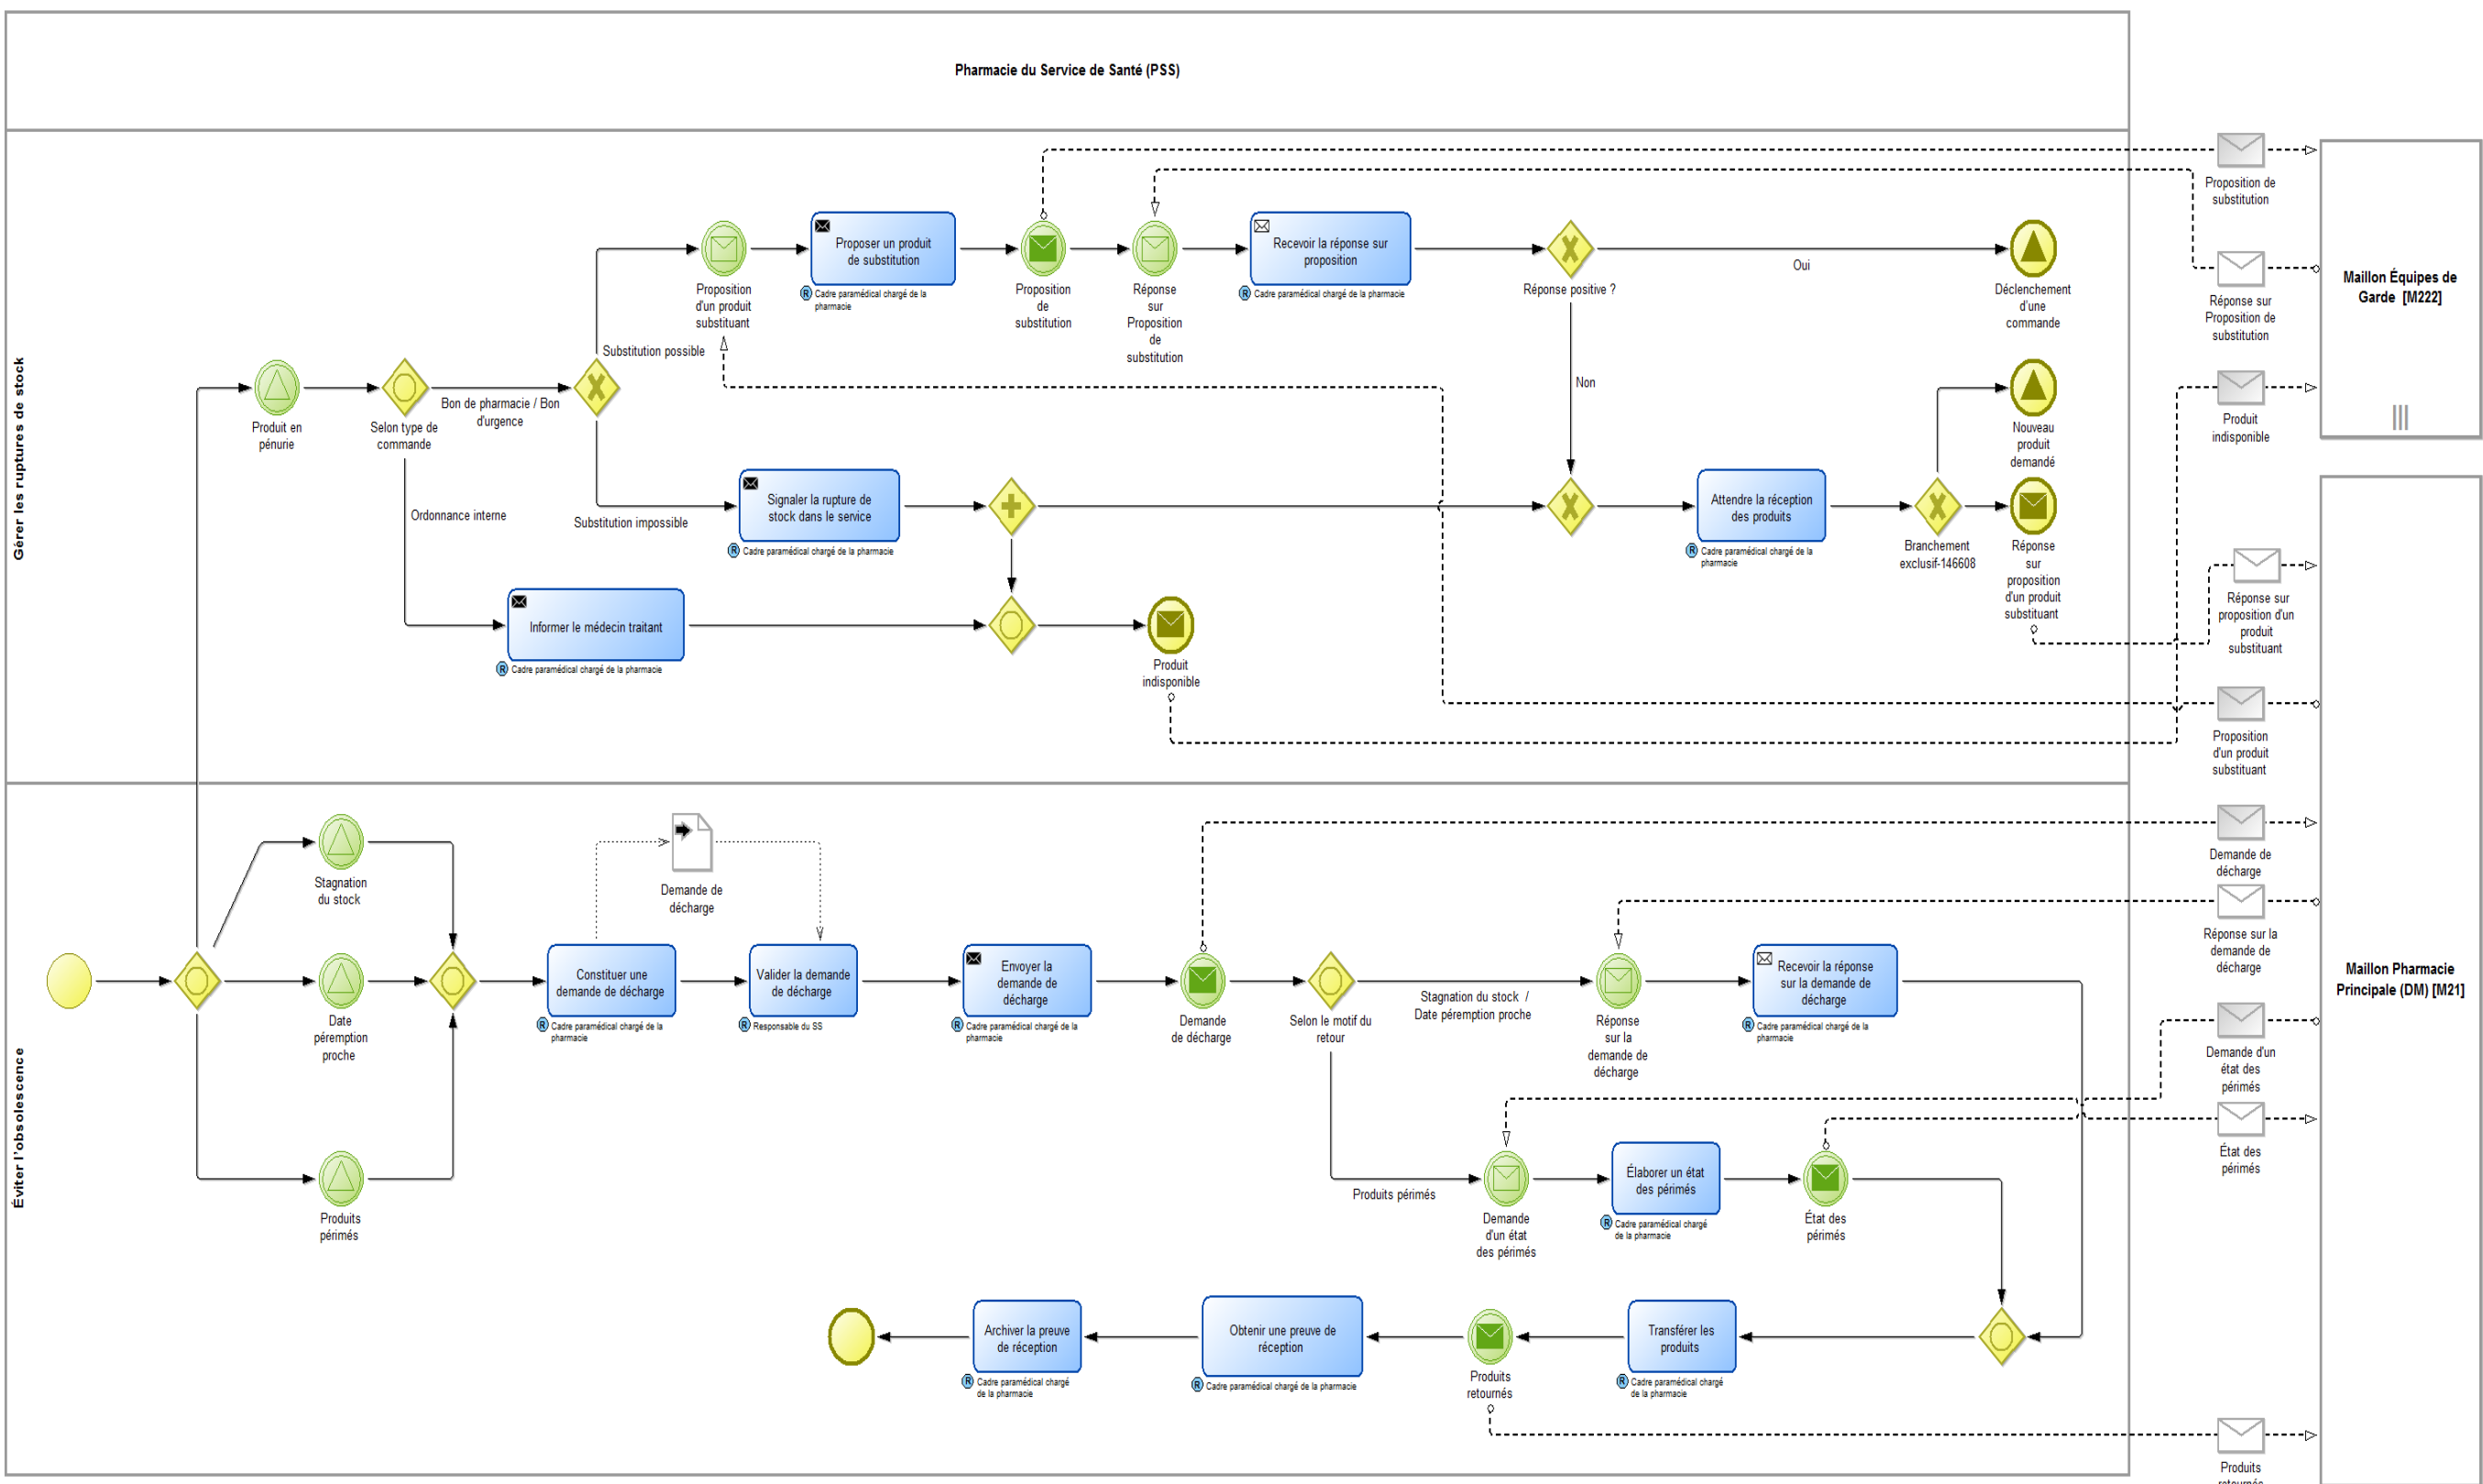 Pharmacie du Service de Santé (PSS)
Gérer les ruptures de stock
Produit en
pénurie
Selon type de
commande
Bon de pharmacie / Bon
d'urgence
Ordonnance interne
Substitution possible
Substitution impossible
Proposition
d'un produit
substituant
Proposer un produit
de substitution
R Cadre paramédical chargé de la
pharmacie
Proposition
de
substitution
Réponse
sur
Proposition
de
substitution
Recevoir la réponse sur
proposition
R Cadre paramédical chargé de la pharmacie
Réponse positive ?
Oui
Non
Déclenchement
d'une
commande
Signaler la rupture de
stock dans le service
R Cadre paramédical chargé de la pharmacie
Informer le médecin traitant
R Cadre paramédical chargé de la pharmacie
Produit
indisponible
Attendre la réception
des produits
R Cadre paramédical chargé de la
pharmacie
Branchement
exclusif-146608
Nouveau
produit
demandé
Réponse
sur
proposition
d'un produit
substituant
Proposition de
substitution
Réponse sur
Proposition de
substitution
Produit
indisponible
Maillon Équipes de
Garde [M222]
Réponse sur
proposition d'un
produit
substituant
Proposition
d'un produit
substituant
Demande de
décharge
Réponse sur la
demande de
décharge
Demande d'un
état des
périmés
État des
périmés
Produits
retournés
Maillon Pharmacie
Principale (DM) [M21]
Éviter l'obsolescence
Stagnation
du stock
Date
péremption
proche
Produits
périmés
Constituer une
demande de décharge
R Cadre paramédical chargé de la
pharmacie
Demande de
décharge
Valider la demande
de décharge
R Responsable du SS
Envoyer la
demande de
décharge
R Cadre paramédical chargé de la
pharmacie
Demande
de décharge
Selon le motif du
retour
Stagnation du stock /
Date péremption proche
Produits périmés
Réponse
sur la
demande de
décharge
Recevoir la réponse
sur la demande de
décharge
R Cadre paramédical chargé de la
pharmacie
Demande
d'un état
des périmés
Élaborer un état
des périmés
R Cadre paramédical chargé
de la pharmacie
État des
périmés
Archiver la preuve
de réception
R Cadre paramédical chargé
de la pharmacie
Obtenir une preuve de
réception
R Cadre paramédical chargé de la pharmacie
Produits
retournés
Transférer les
produits
R Cadre paramédical chargé
de la pharmacie